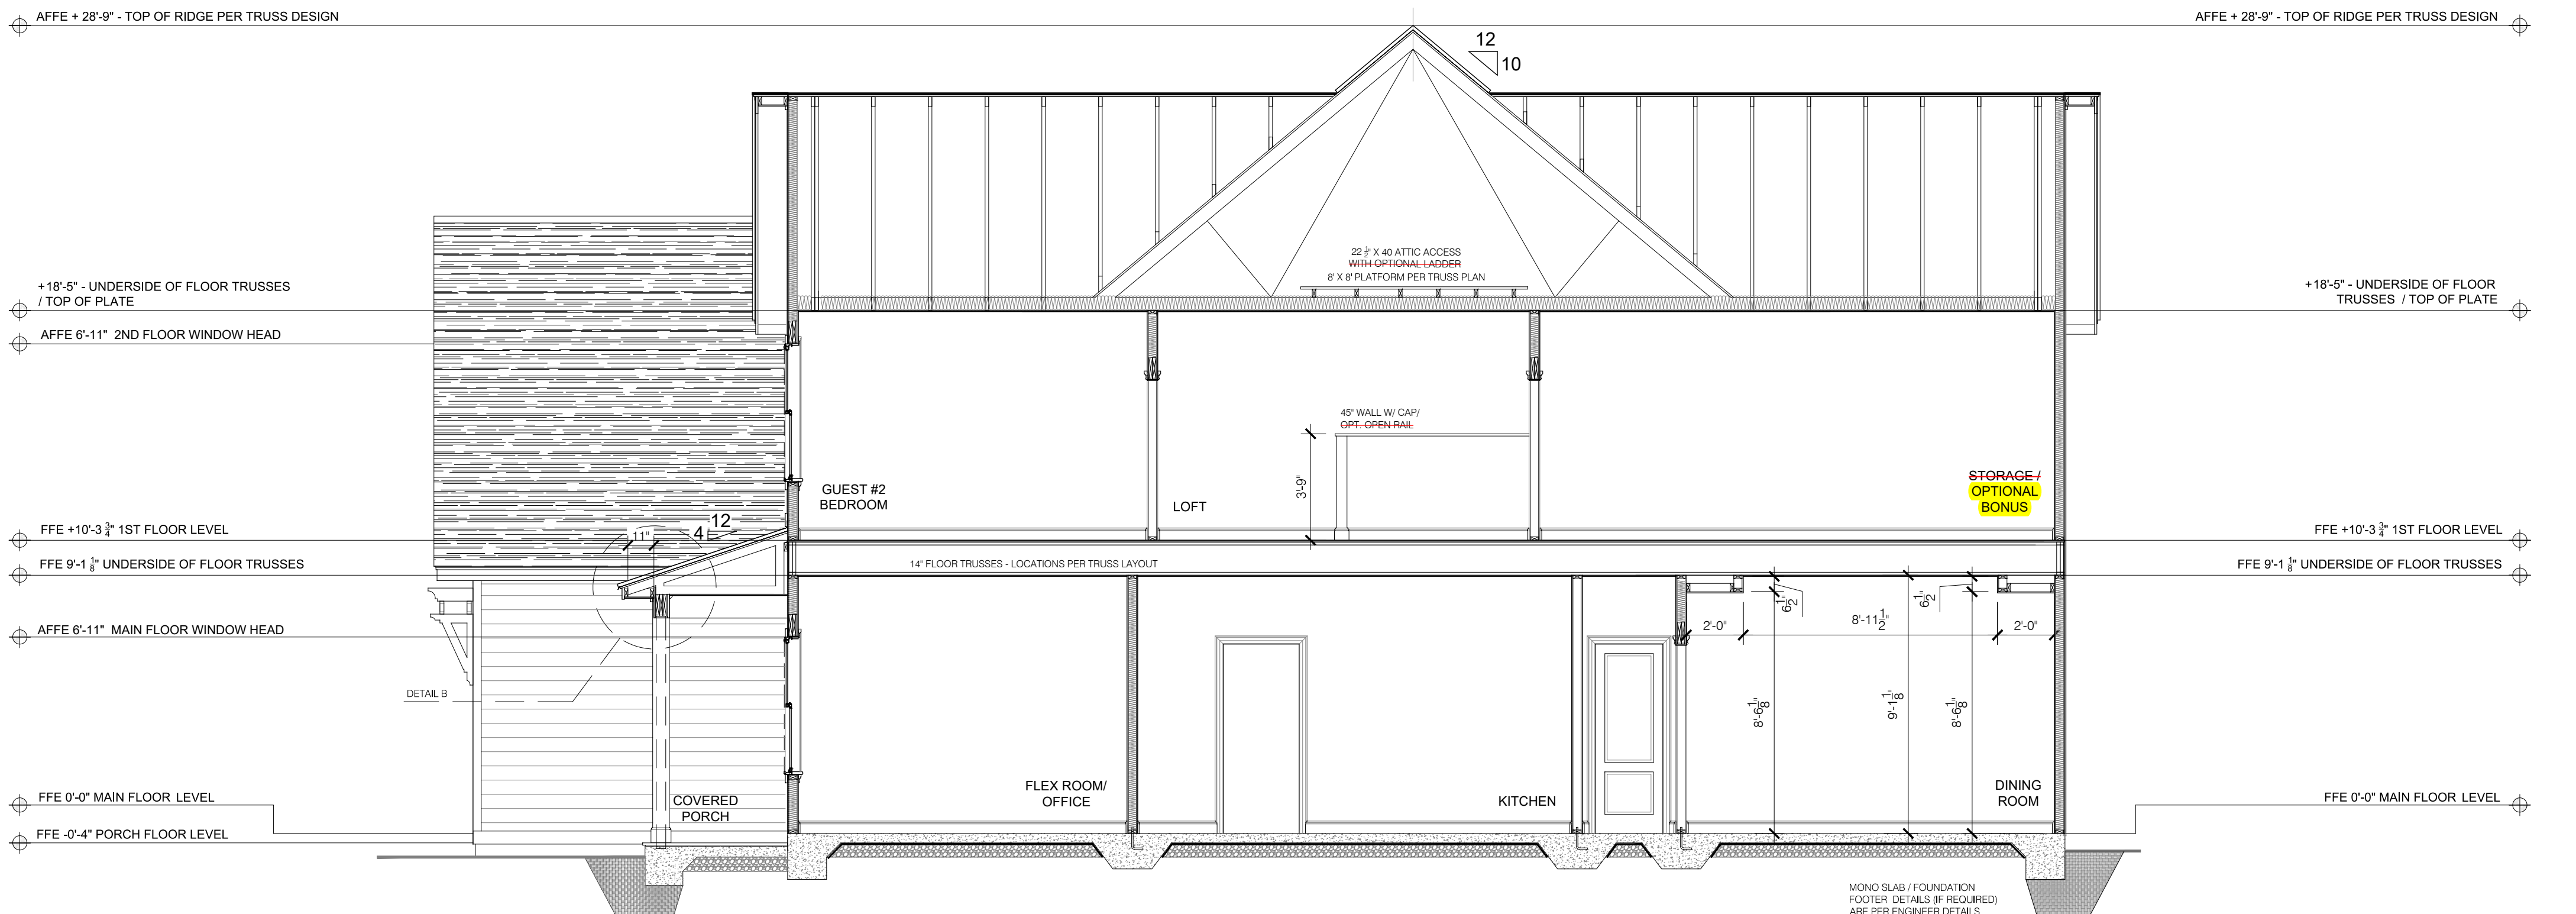 AFFE + 28'-9" - TOP OF RIDGE PER TRUSS DESIGN
AFFE + 28'-9" - TOP OF RIDGE PER TRUSS DESIGN
12
10
22 1/2" X 40 ATTIC ACCESS
WITH OPTIONAL LADDER
8' X 8' PLATFORM PER TRUSS PLAN
+18'-5" - UNDERSIDE OF FLOOR TRUSSES
/ TOP OF PLATE
+18'-5" - UNDERSIDE OF FLOOR
TRUSSES / TOP OF PLATE
AFFE 6'-11" 2ND FLOOR WINDOW HEAD
45" WALL W/ CAP/
OPT. OPEN RAIL
3'-9"
GUEST #2
BEDROOM
LOFT
STORAGE /
OPTIONAL
BONUS
FFE +10'-3 3/4" 1ST FLOOR LEVEL
11"
4
12
FFE +10'-3 3/4" 1ST FLOOR LEVEL
FFE 9'-1 1/8" UNDERSIDE OF FLOOR TRUSSES
14" FLOOR TRUSSES - LOCATIONS PER TRUSS LAYOUT
FFE 9'-1 1/8" UNDERSIDE OF FLOOR TRUSSES
6 1/2"
6 1/2"
AFFE 6'-11" MAIN FLOOR WINDOW HEAD
2'-0"
8'-11 1/2"
2'-0"
DETAIL B
8'-6 1/8"
9'-1 1/8"
8'-6 1/8"
FFE 0'-0" MAIN FLOOR LEVEL
COVERED
PORCH
FLEX ROOM/
OFFICE
KITCHEN
DINING
ROOM
FFE 0'-0" MAIN FLOOR LEVEL
FFE -0'-4" PORCH FLOOR LEVEL
MONO SLAB / FOUNDATION
FOOTER DETAILS (IF REQUIRED)
ARE PER ENGINEER DETAILS